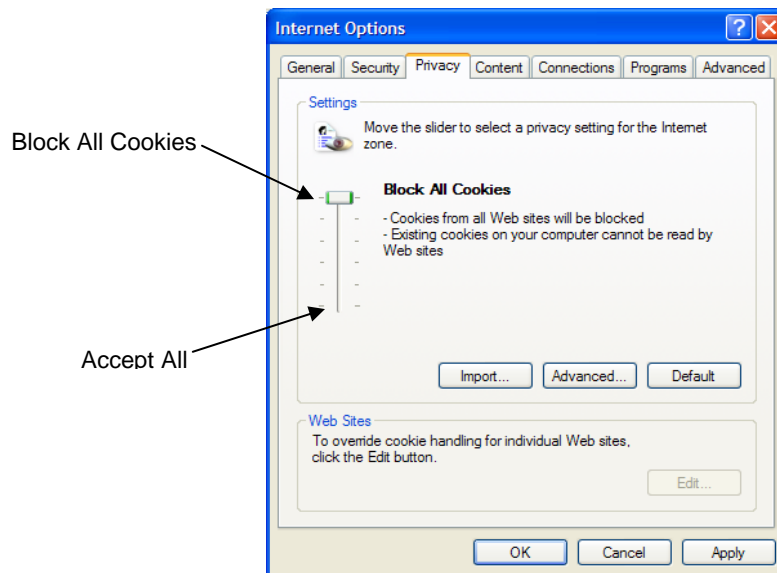 Internet Options
General Security Privacy Content Connections Programs Advanced
Settings
Move the slider to select a privacy setting for the Internet
zone.
Block All Cookies
Block All Cookies
- Cookies from all Web sites will be blocked
- Existing cookies on your computer cannot be read by
Web sites
Accept All
Import... Advanced... Default
Web Sites
To override cookie handling for individual Web sites,
click the Edit button.
Edit...
OK Cancel Apply